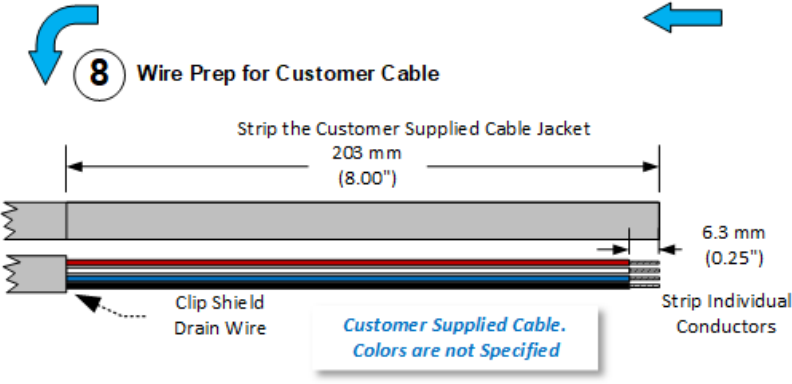 8 Wire Prep for Customer Cable
Strip the Customer Supplied Cable Jacket
203 mm
(8.00")
6.3 mm
(0.25")
Clip Shield
Drain Wire
Strip Individual
Conductors
Customer Supplied Cable.
Colors are not Specified